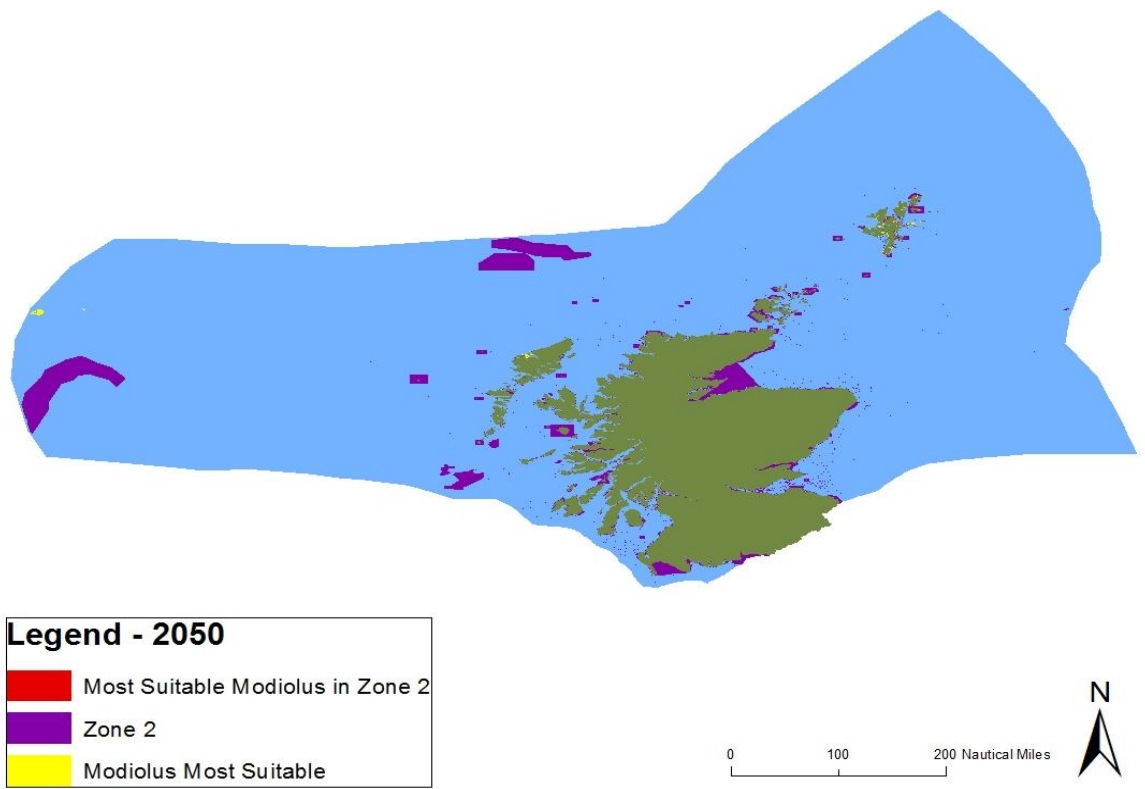 Legend - 2050
Most Suitable Modiolus in Zone 2
Zone 2
Modiolus Most Suitable
0 100 200 Nautical Miles
N